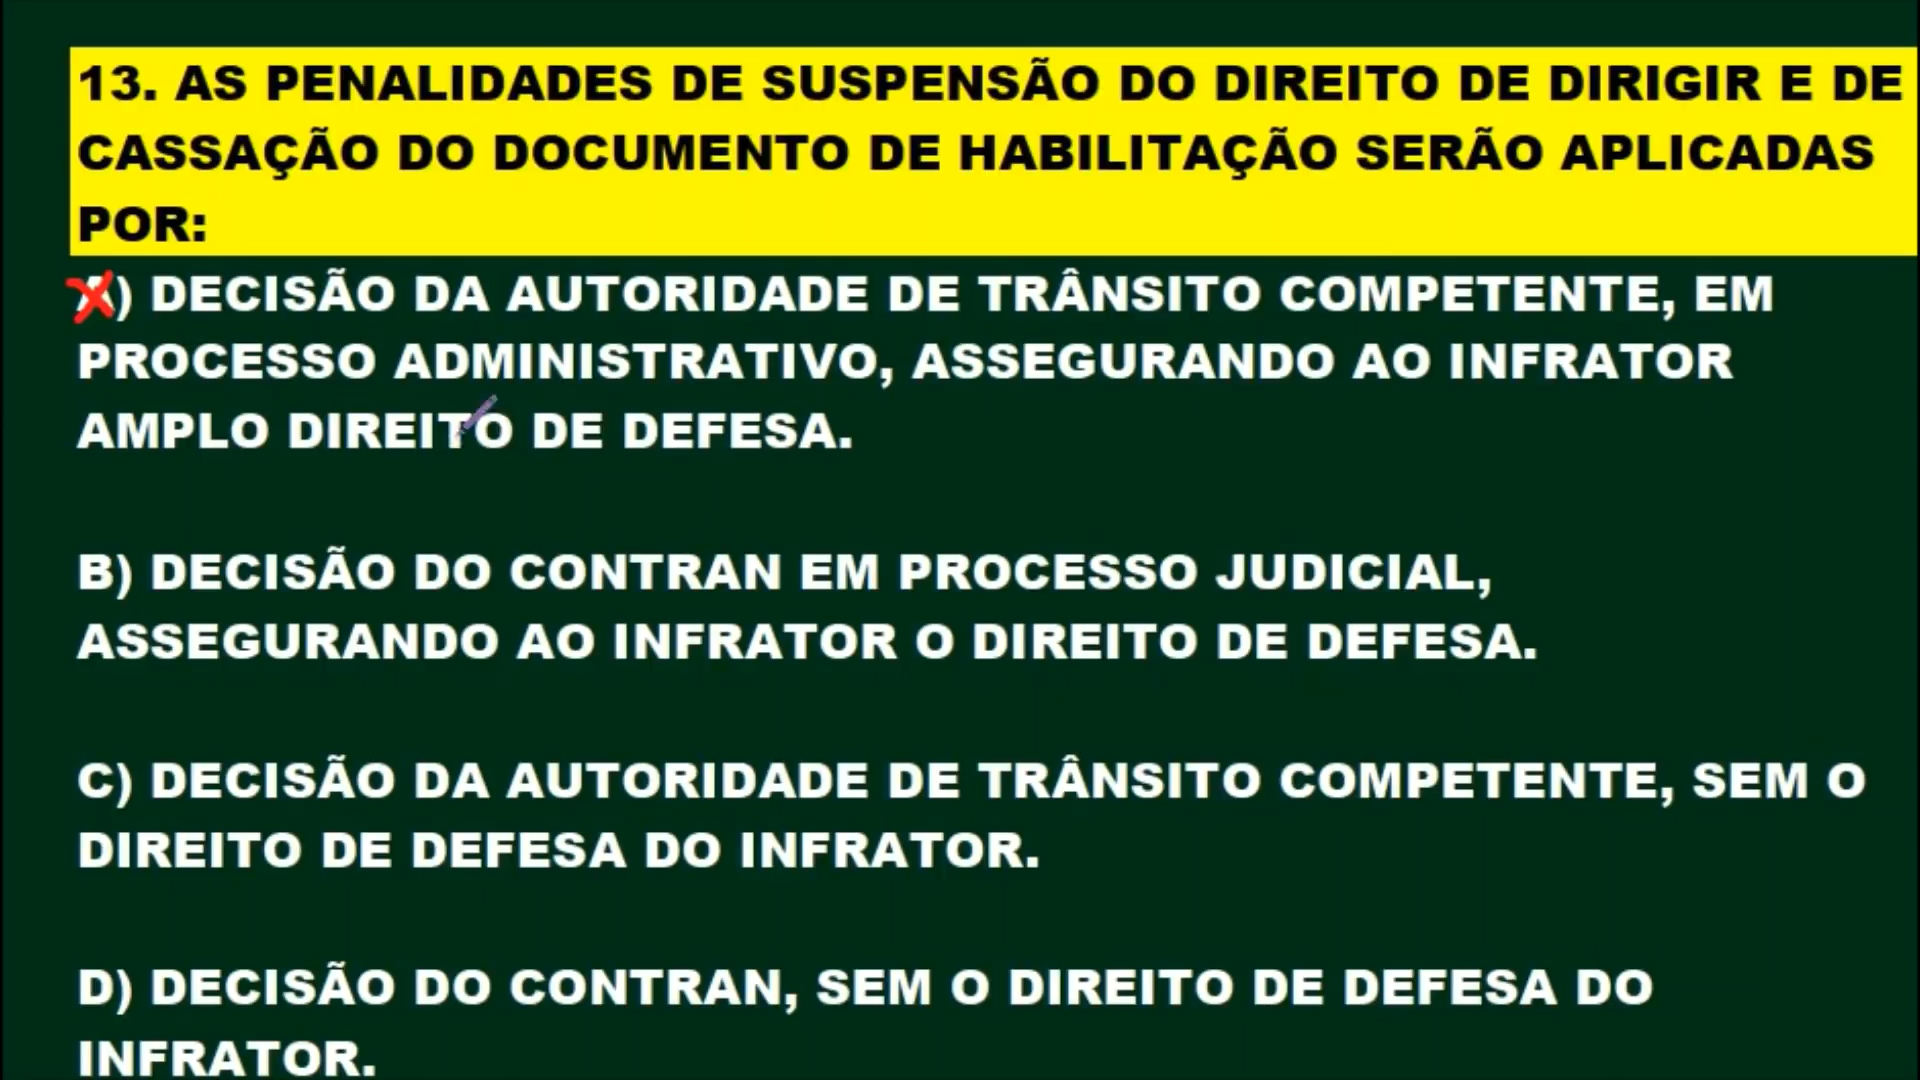 13. AS PENALIDADES DE SUSPENSÃO DO DIREITO DE DIRIGIR E DE
CASSAÇÃO DO DOCUMENTO DE HABILITAÇÃO SERÃO APLICADAS
POR:
A) DECISÃO DA AUTORIDADE DE TRÂNSITO COMPETENTE, EM
PROCESSO ADMINISTRATIVO, ASSEGURANDO AO INFRATOR
AMPLO DIREITO DE DEFESA.
B) DECISÃO DO CONTRAN EM PROCESSO JUDICIAL,
ASSEGURANDO AO INFRATOR O DIREITO DE DEFESA.
C) DECISÃO DA AUTORIDADE DE TRÂNSITO COMPETENTE, SEM O
DIREITO DE DEFESA DO INFRATOR.
D) DECISÃO DO CONTRAN, SEM O DIREITO DE DEFESA DO
INFRATOR.